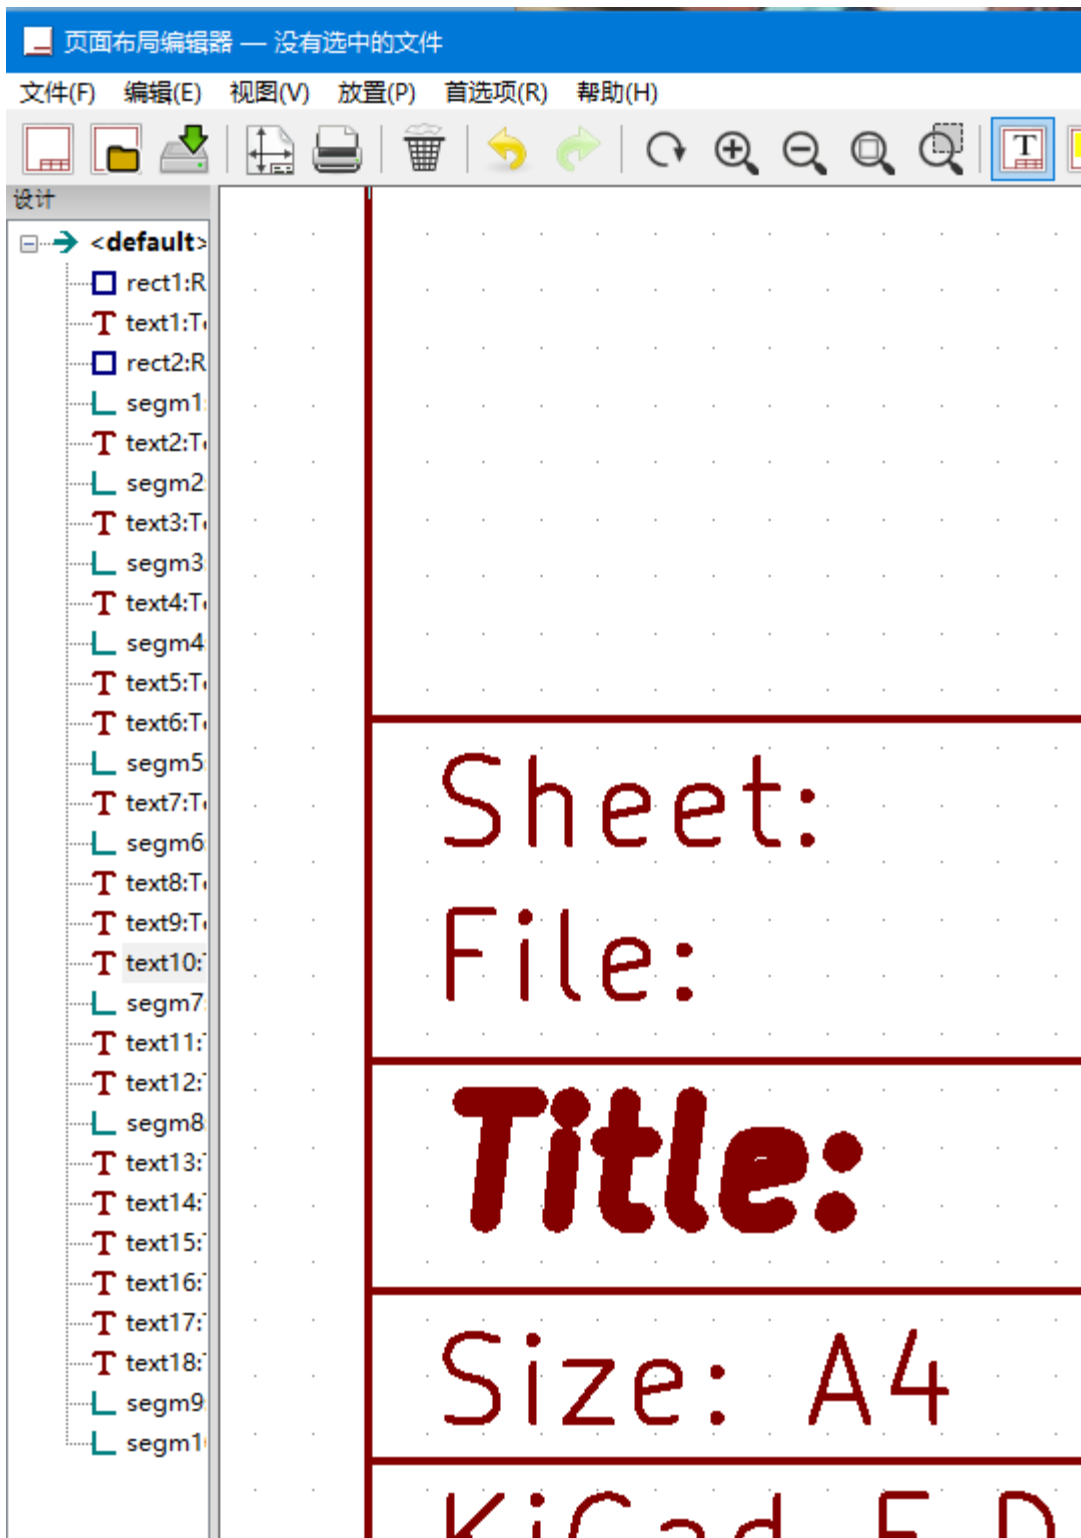 页面布局编辑器 — 没有选中的文件
文件(F) 编辑(E) 视图(V) 放置(P) 首选项(R) 帮助(H)
设计
<default>
rect1:R
text1:T
rect2:R
segm1
text2:T
segm2
text3:T
segm3
text4:T
segm4
text5:T
text6:T
segm5
text7:T
segm6
text8:T
text9:T
text10:
segm7
text11:
text12:
segm8
text13:
text14:
text15:
text16:
text17:
text18:
segm9
segm1
Sheet:
File:
Title:
Size: A4
KiCad E.D